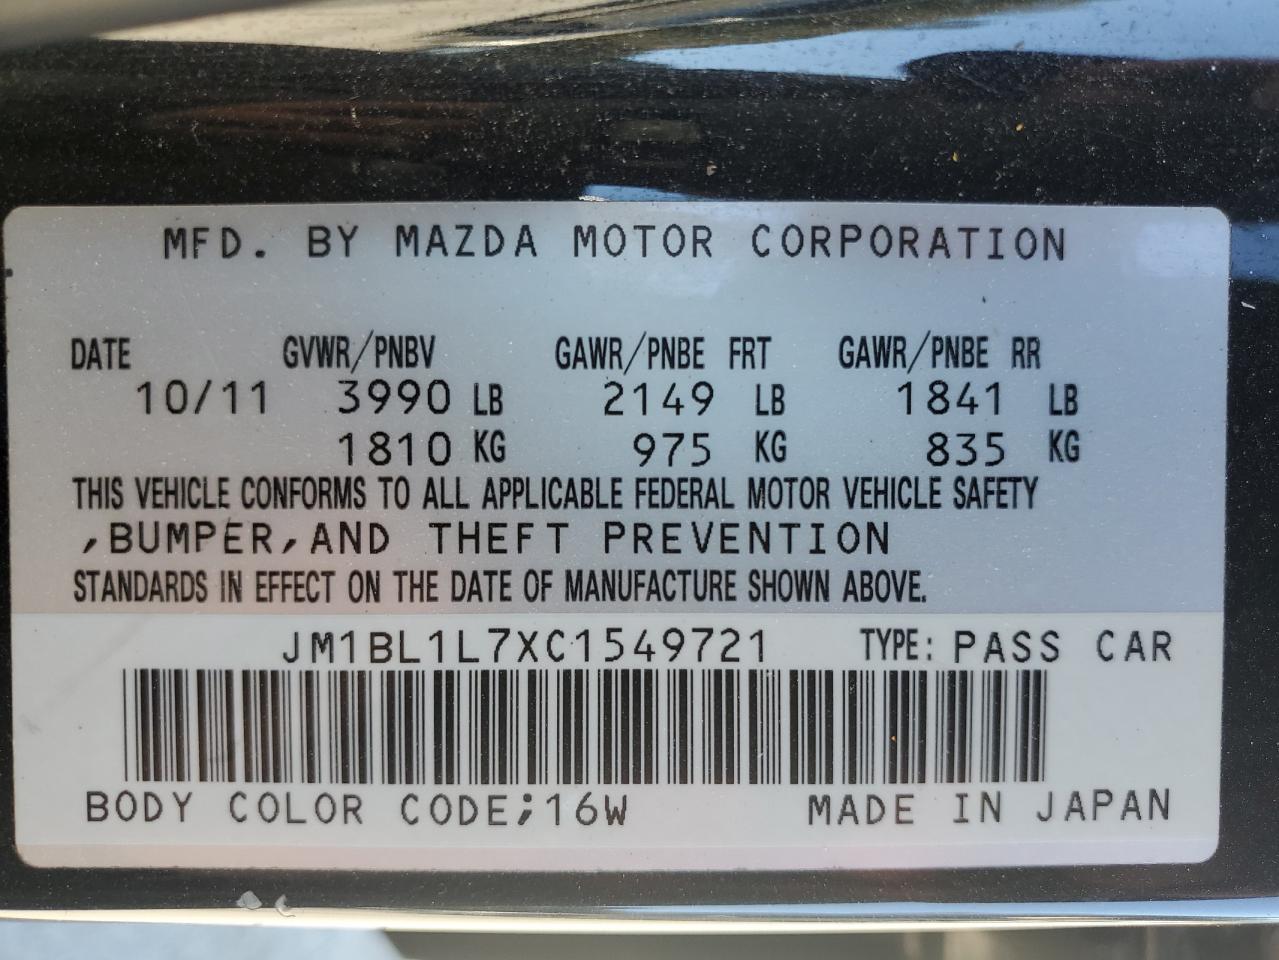 MFD. BY MAZDA MOTOR CORPORATION
DATE GVWR/PNBV GAWR/PNBE FRT GAWR/PNBE RR
10/11 3990 LB 2149 LB 1841 LB
1810 KG 975 KG 835 KG
THIS VEHICLE CONFORMS TO ALL APPLICABLE FEDERAL MOTOR VEHICLE SAFETY
,BUMPER,AND THEFT PREVENTION
STANDARDS IN EFFECT ON THE DATE OF MANUFACTURE SHOWN ABOVE.
JM1BL1L7XC1549721 TYPE: PASS CAR
BODY COLOR CODE;16W MADE IN JAPAN